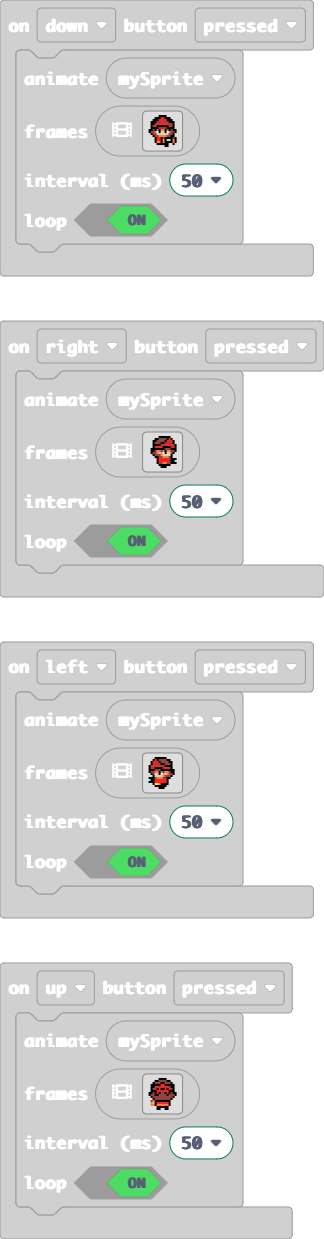 on down button pressed
animate mySprite
frames
interval (ms) 50
loop ON
on right button pressed
animate mySprite
frames
interval (ms) 50
loop ON
on left button pressed
animate mySprite
frames
interval (ms) 50
loop ON
on up button pressed
animate mySprite
frames
interval (ms) 50
loop ON